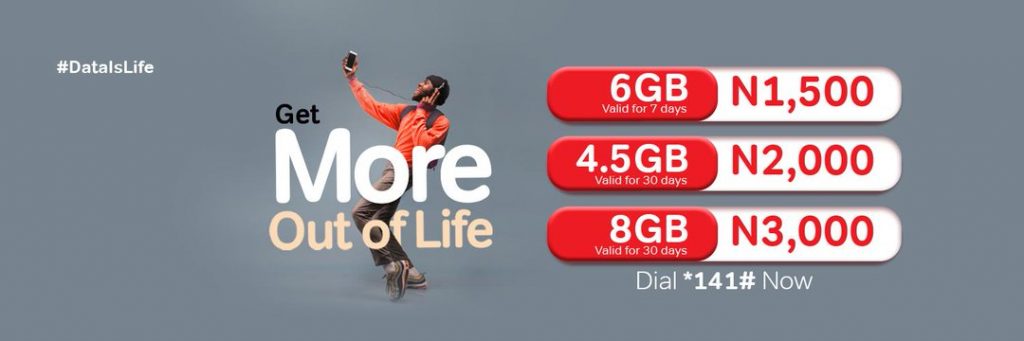 #DataIsLife
Get
More
Out of Life
6GB
Valid for 7 days
N1,500
4.5GB
Valid for 30 days
N2,000
8GB
Valid for 30 days
N3,000
Dial *141# Now